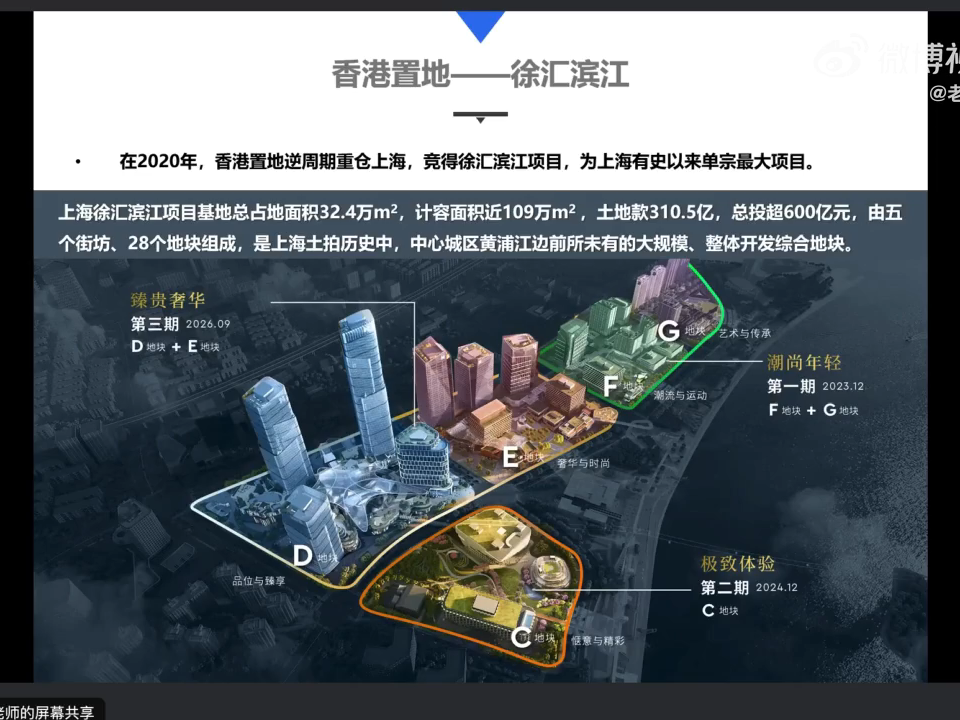 香港置地——徐汇滨江
微博视
@老
• 在2020年，香港置地逆周期重仓上海，竞得徐汇滨江项目，为上海有史以来单宗最大项目。
上海徐汇滨江项目基地总占地面积32.4万m²，计容面积近109万m²，土地款310.5亿，总投超600亿元，由五
个街坊、28个地块组成，是上海土拍历史中，中心城区黄浦江边前所未有的大规模、整体开发综合地块。
臻贵奢华
第三期 2026.09
D地块 + E地块
G地块
艺术与传承
潮尚年轻
第一期 2023.12
F地块 + G地块
F地块
潮流与运动
E地块
奢华与时尚
D地块
品位与臻享
极致体验
第二期 2024.12
C地块
C地块
惬意与精彩
老师的屏幕共享